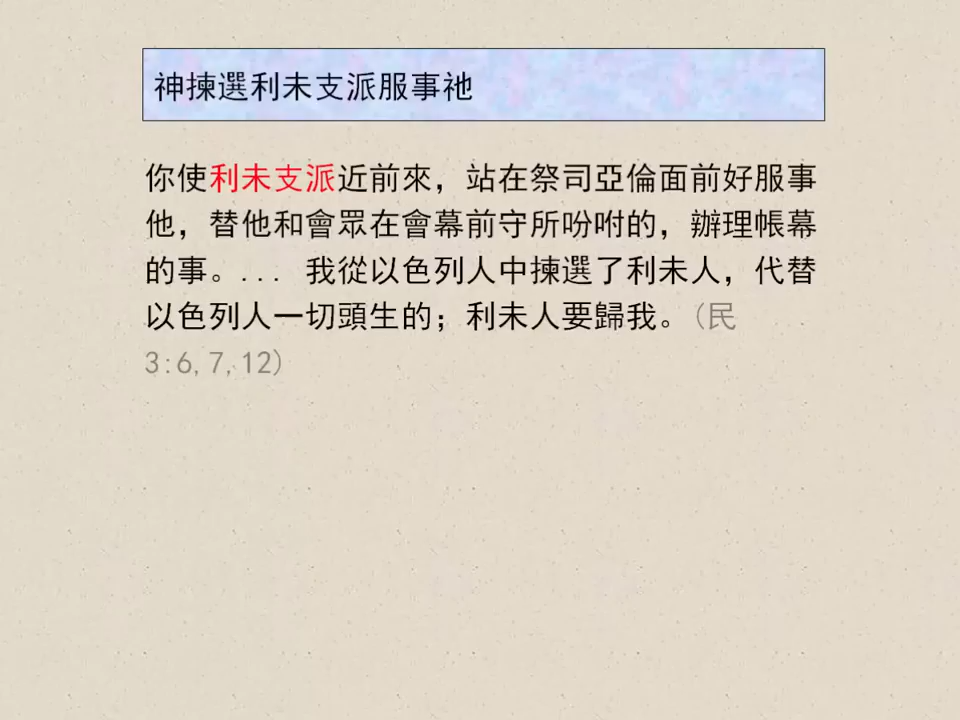 神揀選利未支派服事祂
你使利未支派近前來，站在祭司亞倫面前好服事
他，替他和會眾在會幕前守所吩咐的，辦理帳幕
的事。... 我從以色列人中揀選了利未人，代替
以色列人一切頭生的；利未人要歸我。(民
3:6,7,12)